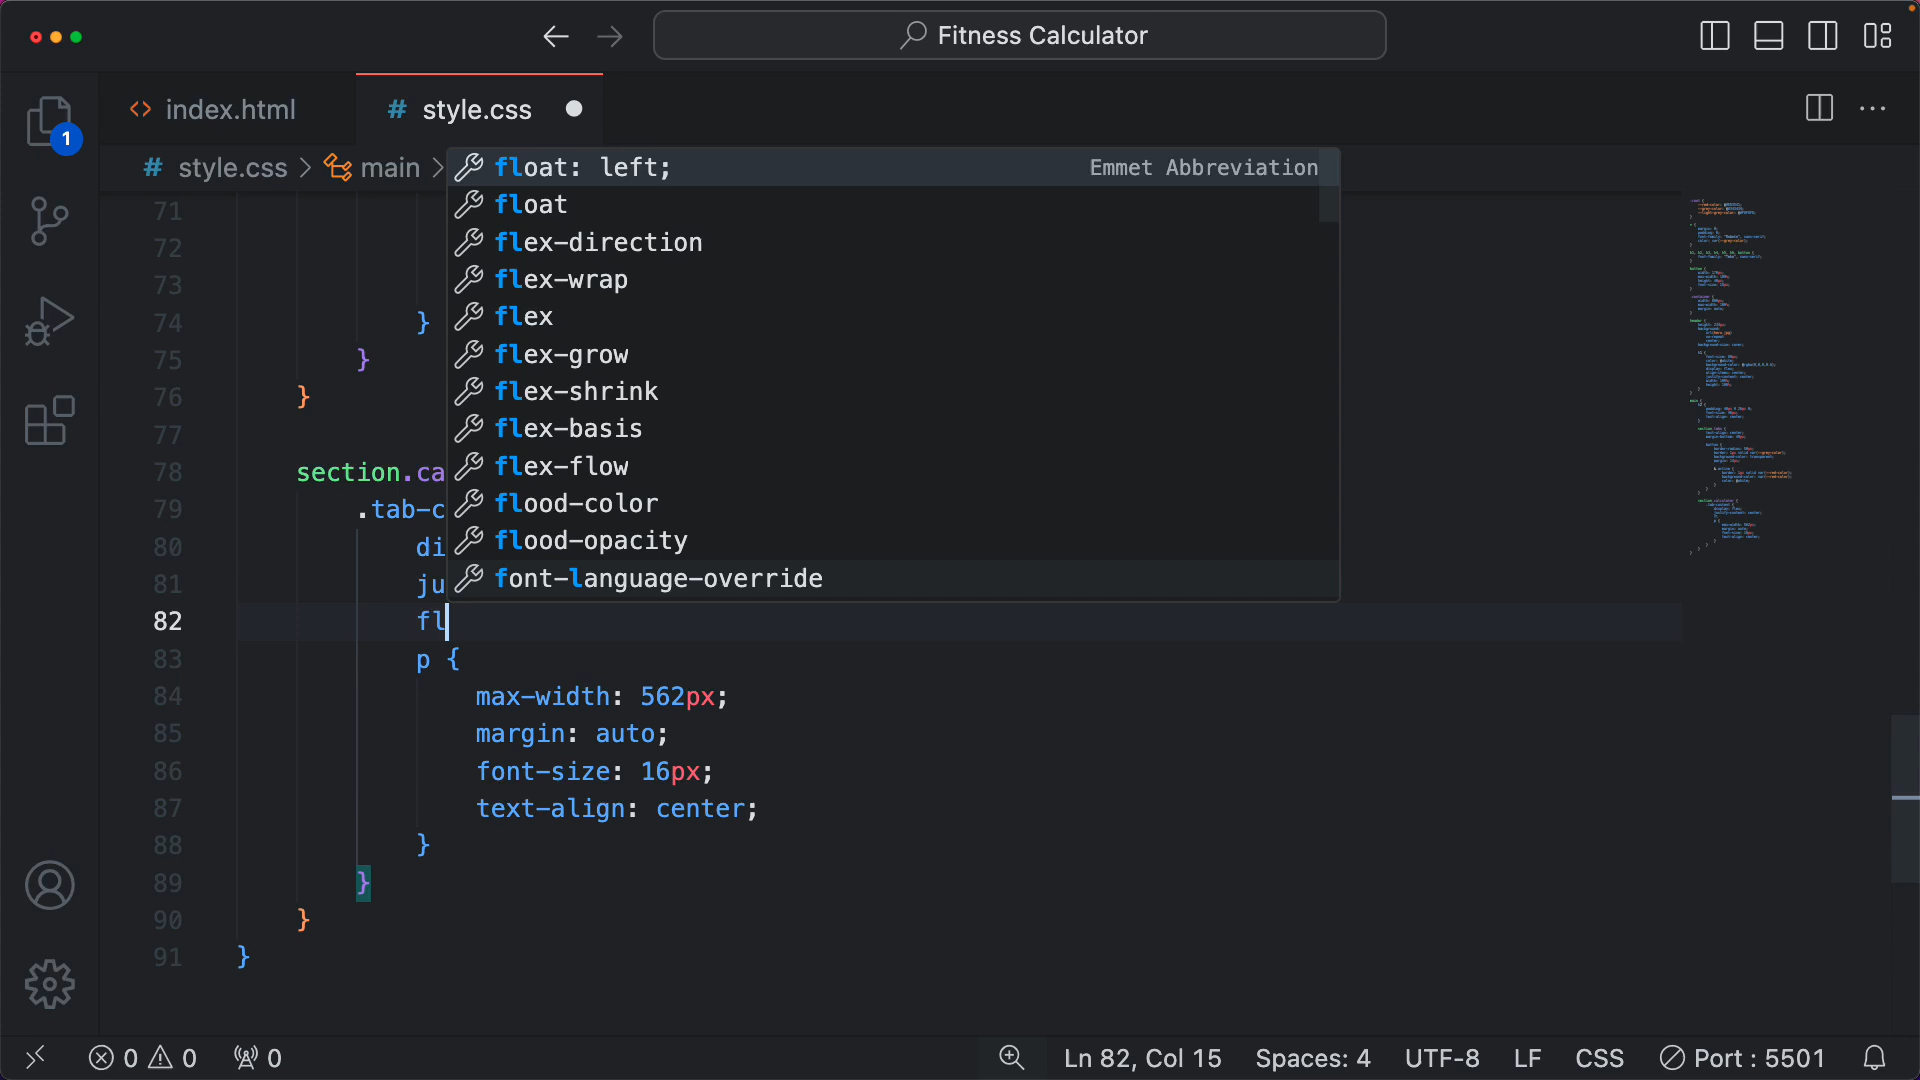 Fitness Calculator
index.html
# style.css
1
# style.css > main >
float: left; Emmet Abbreviation
float
flex-direction
flex-wrap
flex
flex-grow
flex-shrink
flex-basis
flex-flow
flood-color
flood-opacity
font-language-override
71
72
73
74 }
75 }
76 }
77
78 section.ca
79 .tab-c
80 di
81 ju
82 fl
83 p {
84 max-width: 562px;
85 margin: auto;
86 font-size: 16px;
87 text-align: center;
88 }
89 }
90 }
91 }
0 0 0 Ln 82, Col 15 Spaces: 4 UTF-8 LF CSS Port : 5501